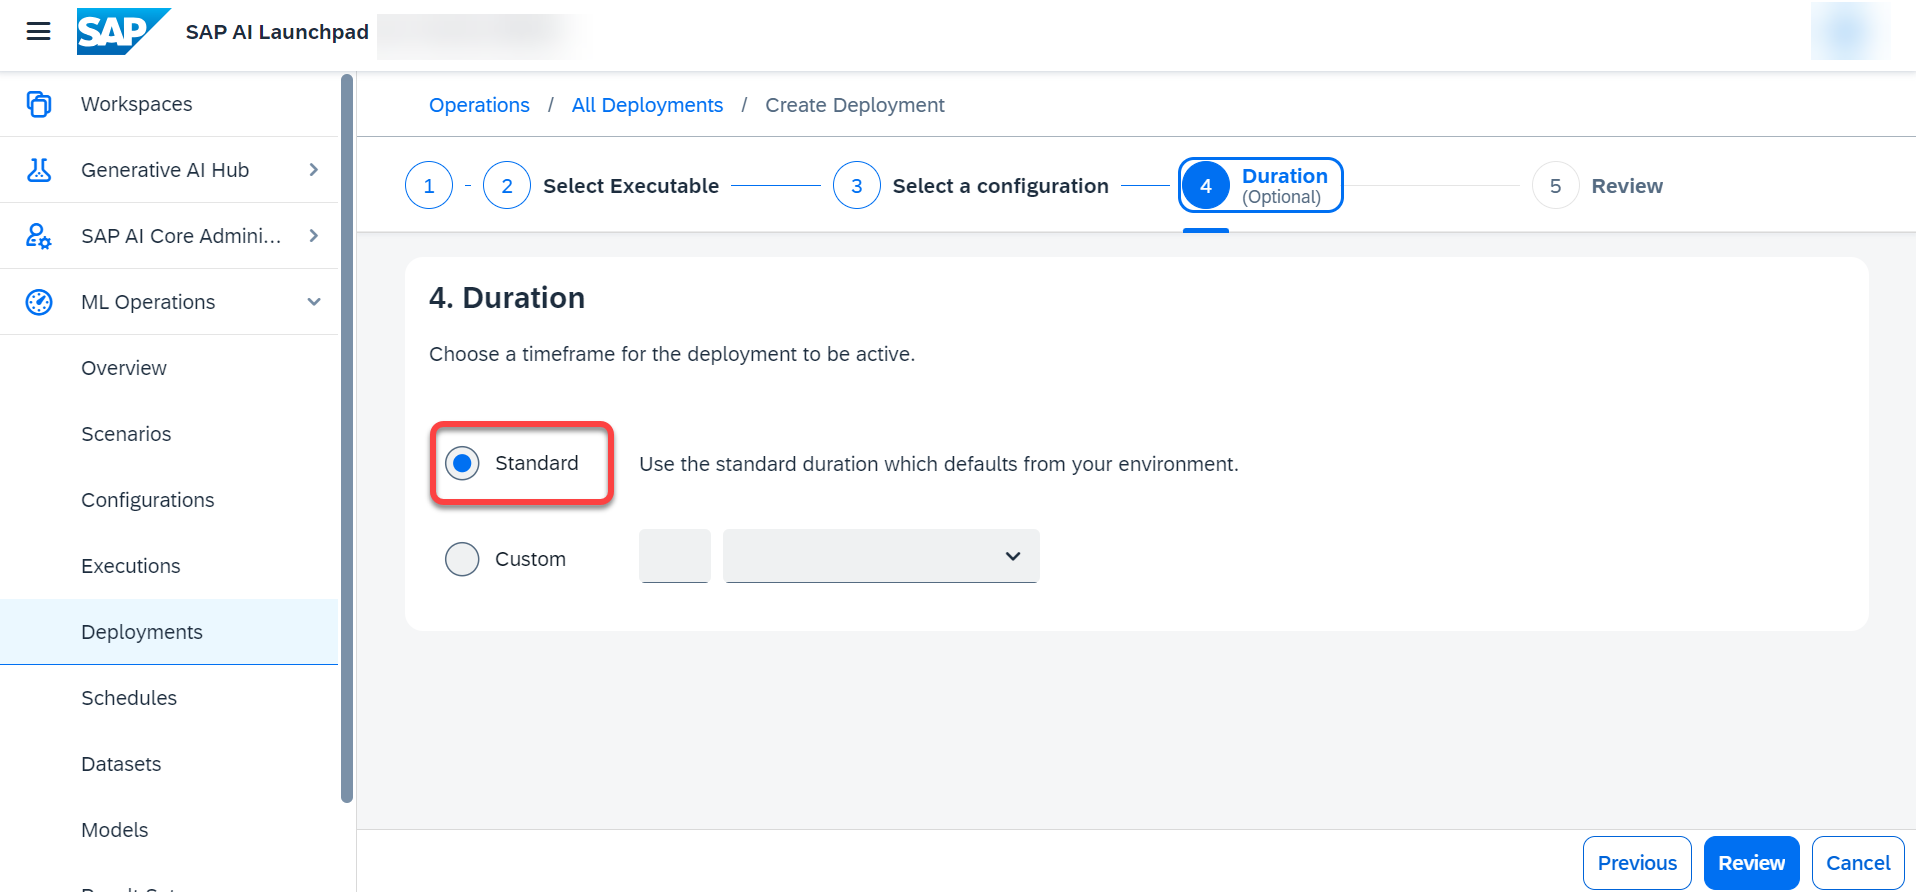 SAP SAP AI Launchpad
Workspaces
Generative AI Hub
SAP AI Core Admini...
ML Operations
Overview
Scenarios
Configurations
Executions
Deployments
Schedules
Datasets
Models
Operations / All Deployments / Create Deployment
1 2 Select Executable 3 Select a configuration 4 Duration (Optional) 5 Review
4. Duration
Choose a timeframe for the deployment to be active.
Standard Use the standard duration which defaults from your environment.
Custom
Previous Review Cancel